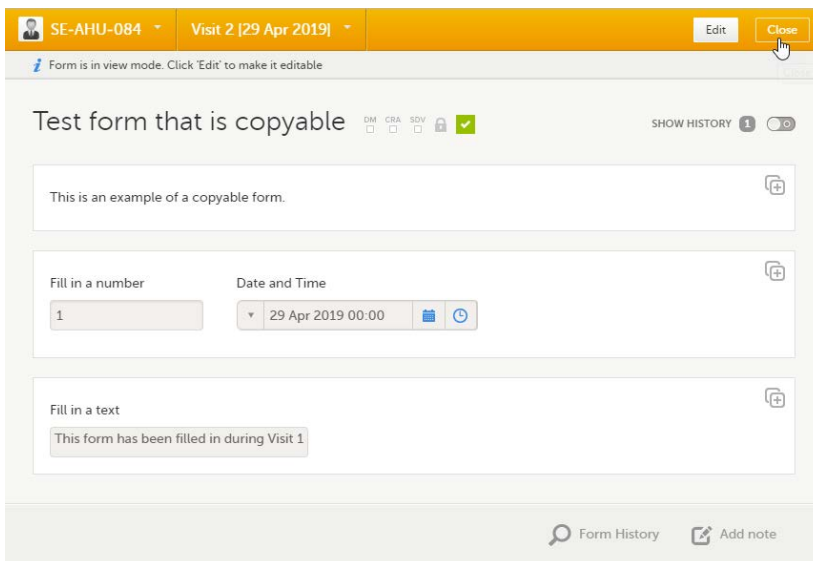 SE-AHU-084 Visit 2 |29 Apr 2019| Edit Close
i Form is in view mode. Click 'Edit' to make it editable
Test form that is copyable DM CRA SDV SHOW HISTORY 1
This is an example of a copyable form.
Fill in a number Date and Time
1 29 Apr 2019 00:00
Fill in a text
This form has been filled in during Visit 1
Form History Add note